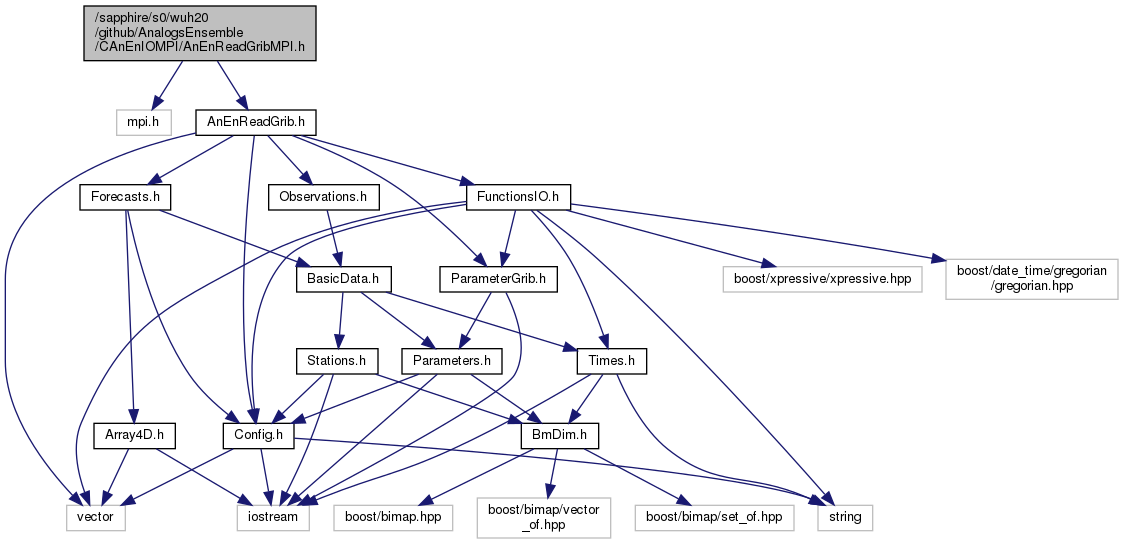 /sapphire/s0/wuh20
/github/AnalogsEnsemble
/CAnEnIOMPI/AnEnReadGribMPI.h
mpi.h
AnEnReadGrib.h
Forecasts.h
Observations.h
FunctionsIO.h
BasicData.h
ParameterGrib.h
boost/xpressive/xpressive.hpp
boost/date_time/gregorian
/gregorian.hpp
Stations.h
Parameters.h
Times.h
Array4D.h
Config.h
BmDim.h
vector
iostream
boost/bimap.hpp
boost/bimap/vector
_of.hpp
boost/bimap/set_of.hpp
string